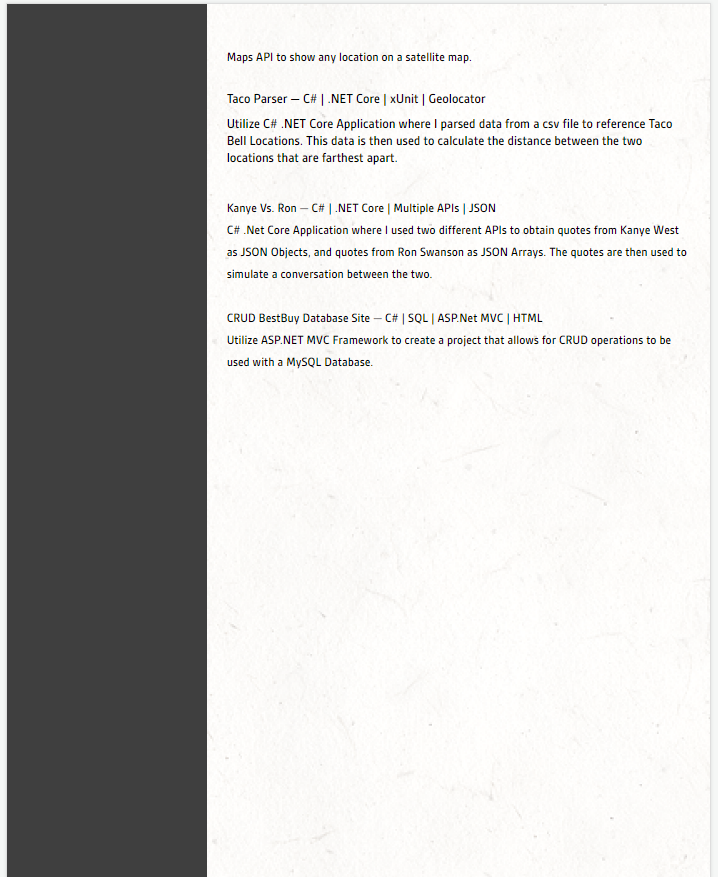 Maps API to show any location on a satellite map.
Taco Parser — C# | .NET Core | xUnit | Geolocator
Utilize C# .NET Core Application where I parsed data from a csv file to reference Taco
Bell Locations. This data is then used to calculate the distance between the two
locations that are farthest apart.
Kanye Vs. Ron — C# | .NET Core | Multiple APIs | JSON
C# .Net Core Application where I used two different APIs to obtain quotes from Kanye West
as JSON Objects, and quotes from Ron Swanson as JSON Arrays. The quotes are then used to
simulate a conversation between the two.
CRUD BestBuy Database Site — C# | SQL | ASP.Net MVC | HTML
Utilize ASP.NET MVC Framework to create a project that allows for CRUD operations to be
used with a MySQL Database.